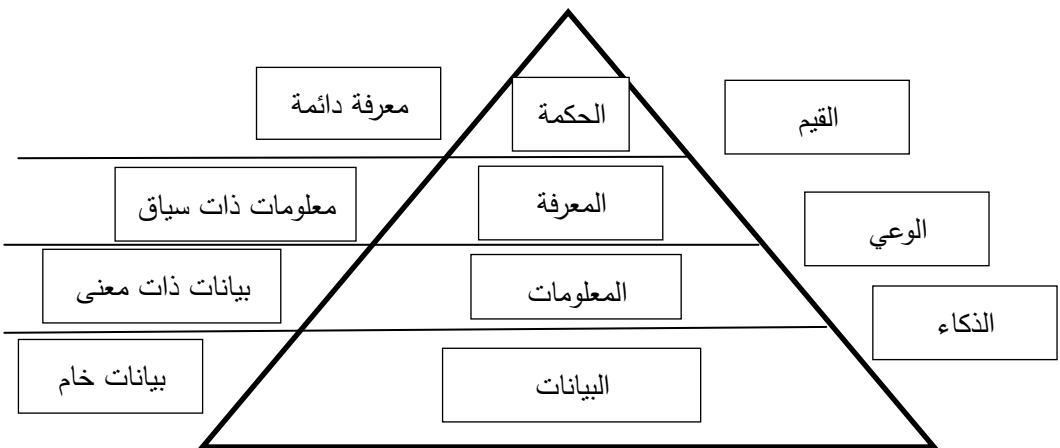 القيم
الحكمة
معرفة دائمة
الوعي
المعرفة
معلومات ذات سياق
الذكاء
المعلومات
بيانات ذات معنى
البيانات
بيانات خام